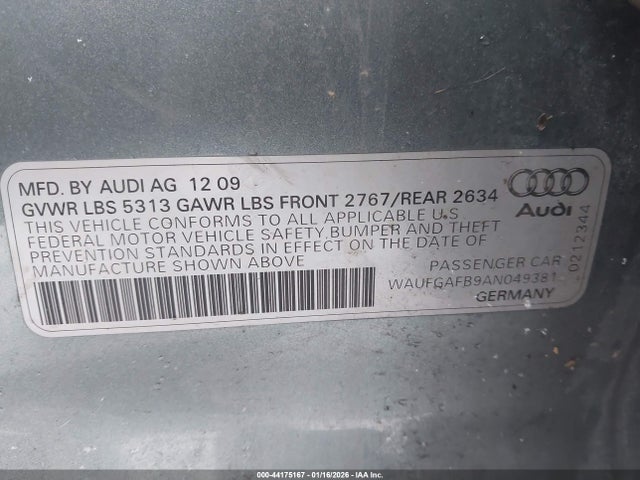 MFD. BY AUDI AG 12 09
GVWR LBS 5313 GAWR LBS FRONT 2767/REAR 2634
THIS VEHICLE CONFORMS TO ALL APPLICABLE U.S.
FEDERAL MOTOR VEHICLE SAFETY, BUMPER AND THEFT
PREVENTION STANDARDS IN EFFECT ON THE DATE OF
MANUFACTURE SHOWN ABOVE
PASSENGER CAR
WAUFGAFB9AN049381
GERMANY
Audi
0212344
000-44175167 - 01/16/2026 - IAA Inc.